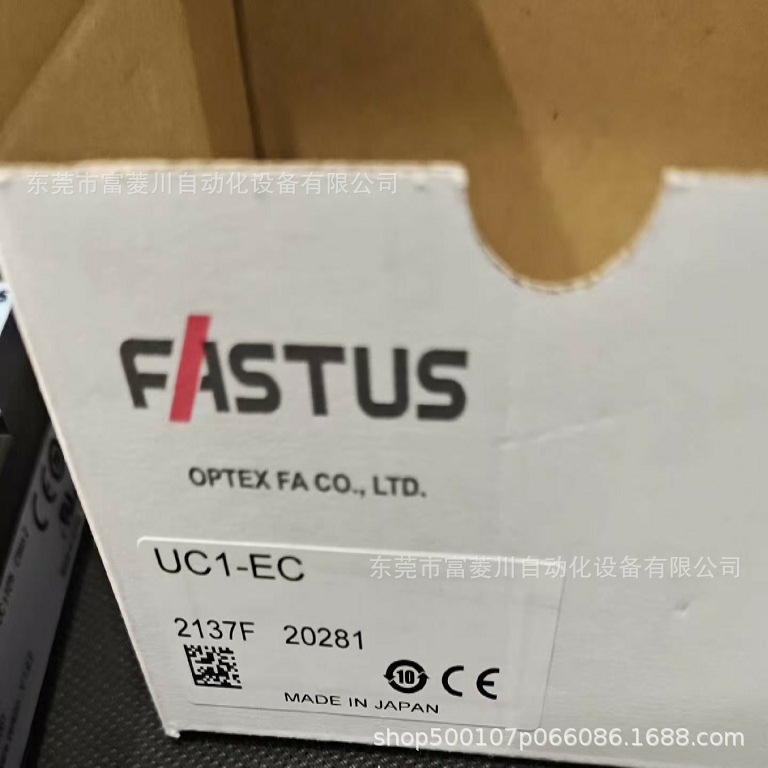 东莞市富菱川自动化设备有限公司
FASTUS
OPTEX FA CO., LTD.
UC1-EC
东莞市富菱川自动化设备有限公司
2137F 20281
10
CE
MADE IN JAPAN
shop500107p066086.1688.com